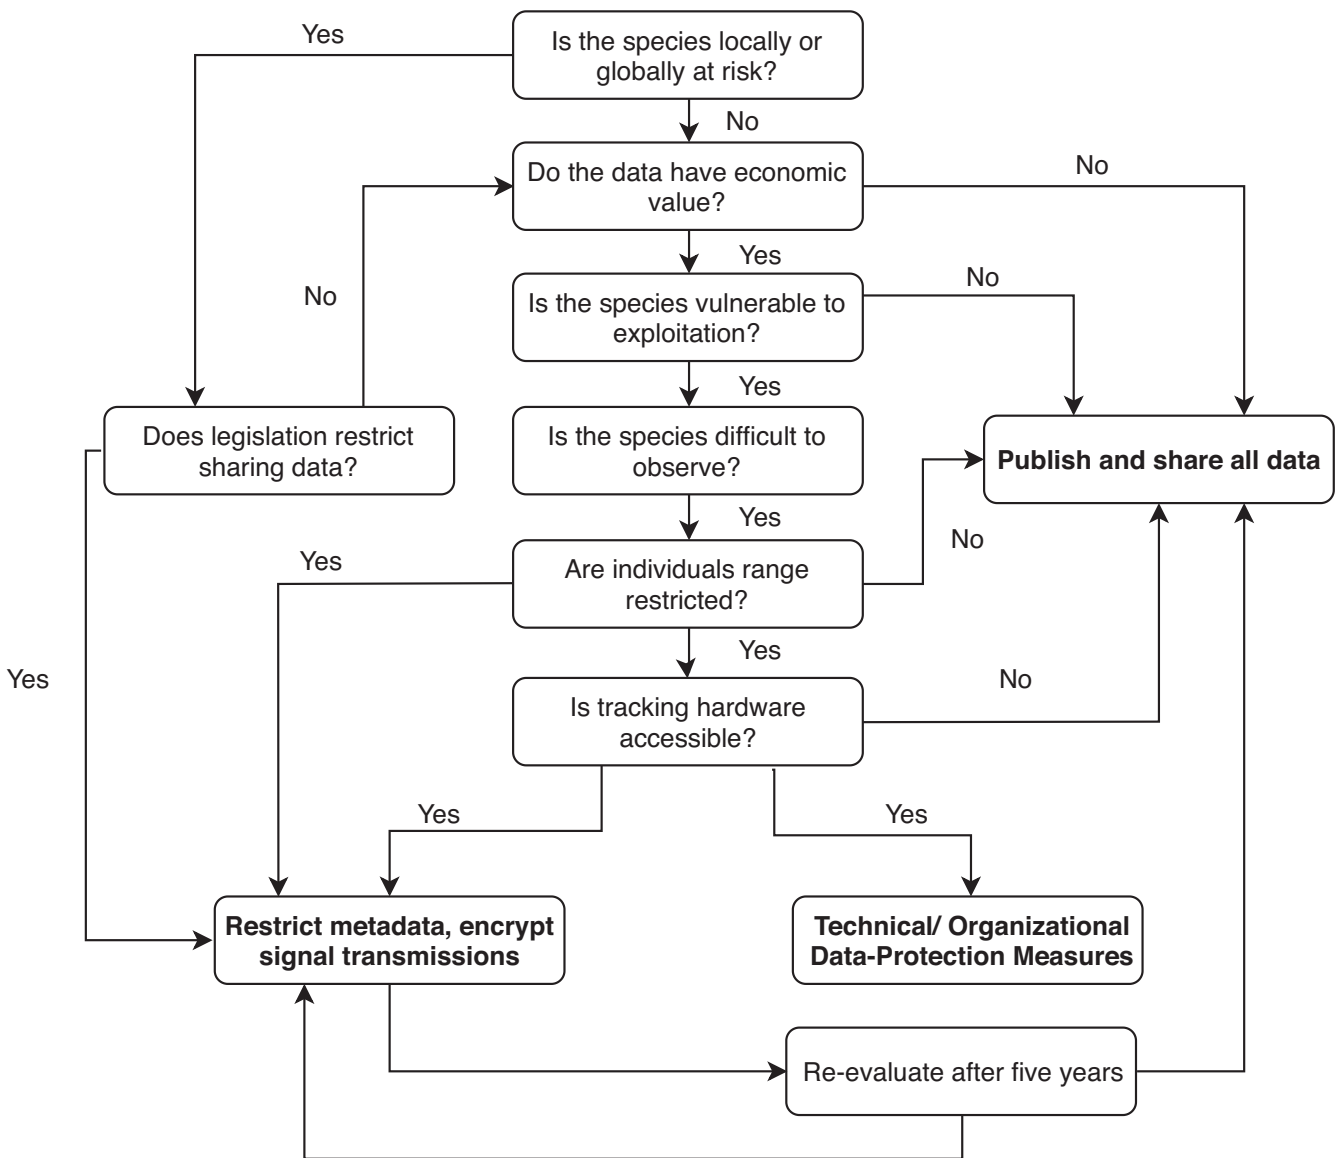 Yes
Is the species locally or
globally at risk?
No
Do the data have economic
value?
No
Yes
No
Is the species vulnerable to
exploitation?
No
Yes
Does legislation restrict
sharing data?
Is the species difficult to
observe?
Publish and share all data
Yes
No
Yes
Are individuals range
restricted?
Yes
Yes
No
Is tracking hardware
accessible?
Yes
Yes
Restrict metadata, encrypt
signal transmissions
Technical/ Organizational
Data-Protection Measures
Re-evaluate after five years